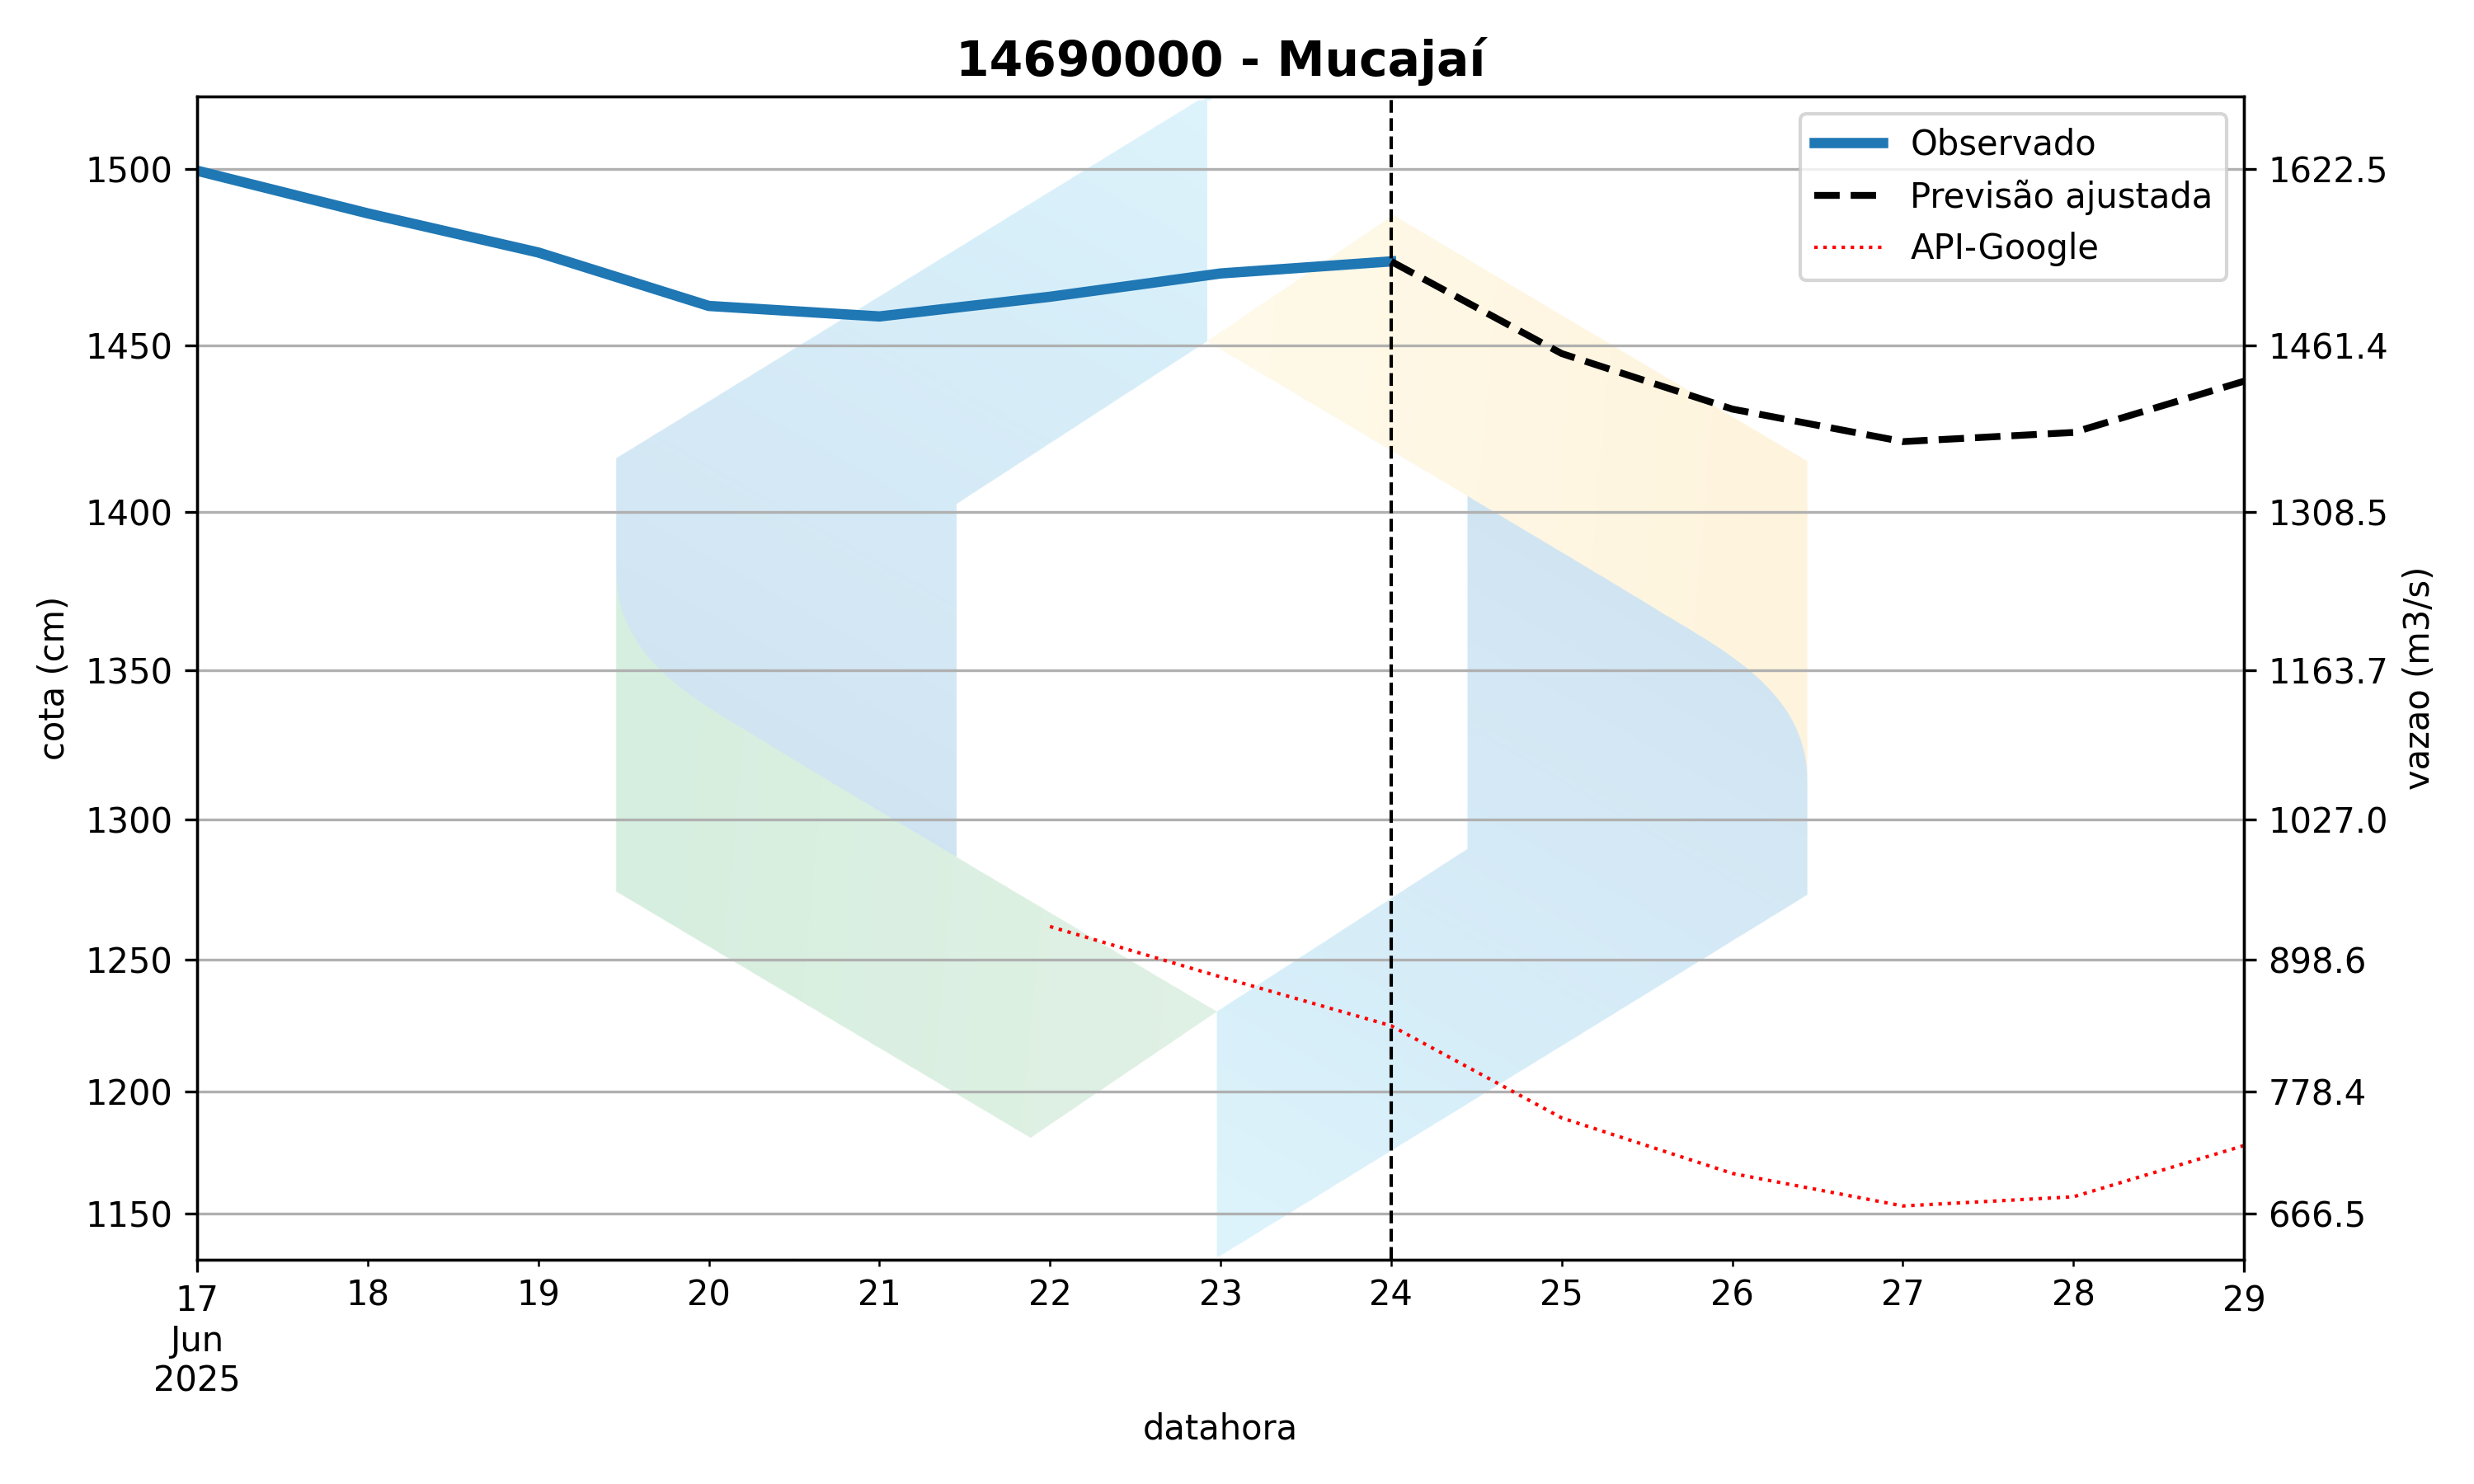 14690000 - Mucajaí
Observado
Previsão ajustada
API-Google
cota (cm)
1500
1450
1400
1350
1300
1250
1200
1150
1622.5
1461.4
1308.5
1163.7
1027.0
898.6
778.4
666.5
vazao (m3/s)
17 18 19 20 21 22 23 24 25 26 27 28 29
Jun
2025
datahora